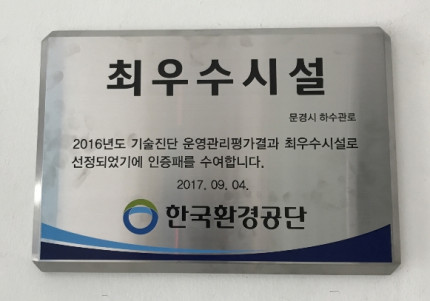 최우수시설
문경시 하수관로
2016년도 기술진단 운영관리평가결과 최우수시설로
선정되었기에 인증패를 수여합니다.
2017. 09. 04.
한국환경공단